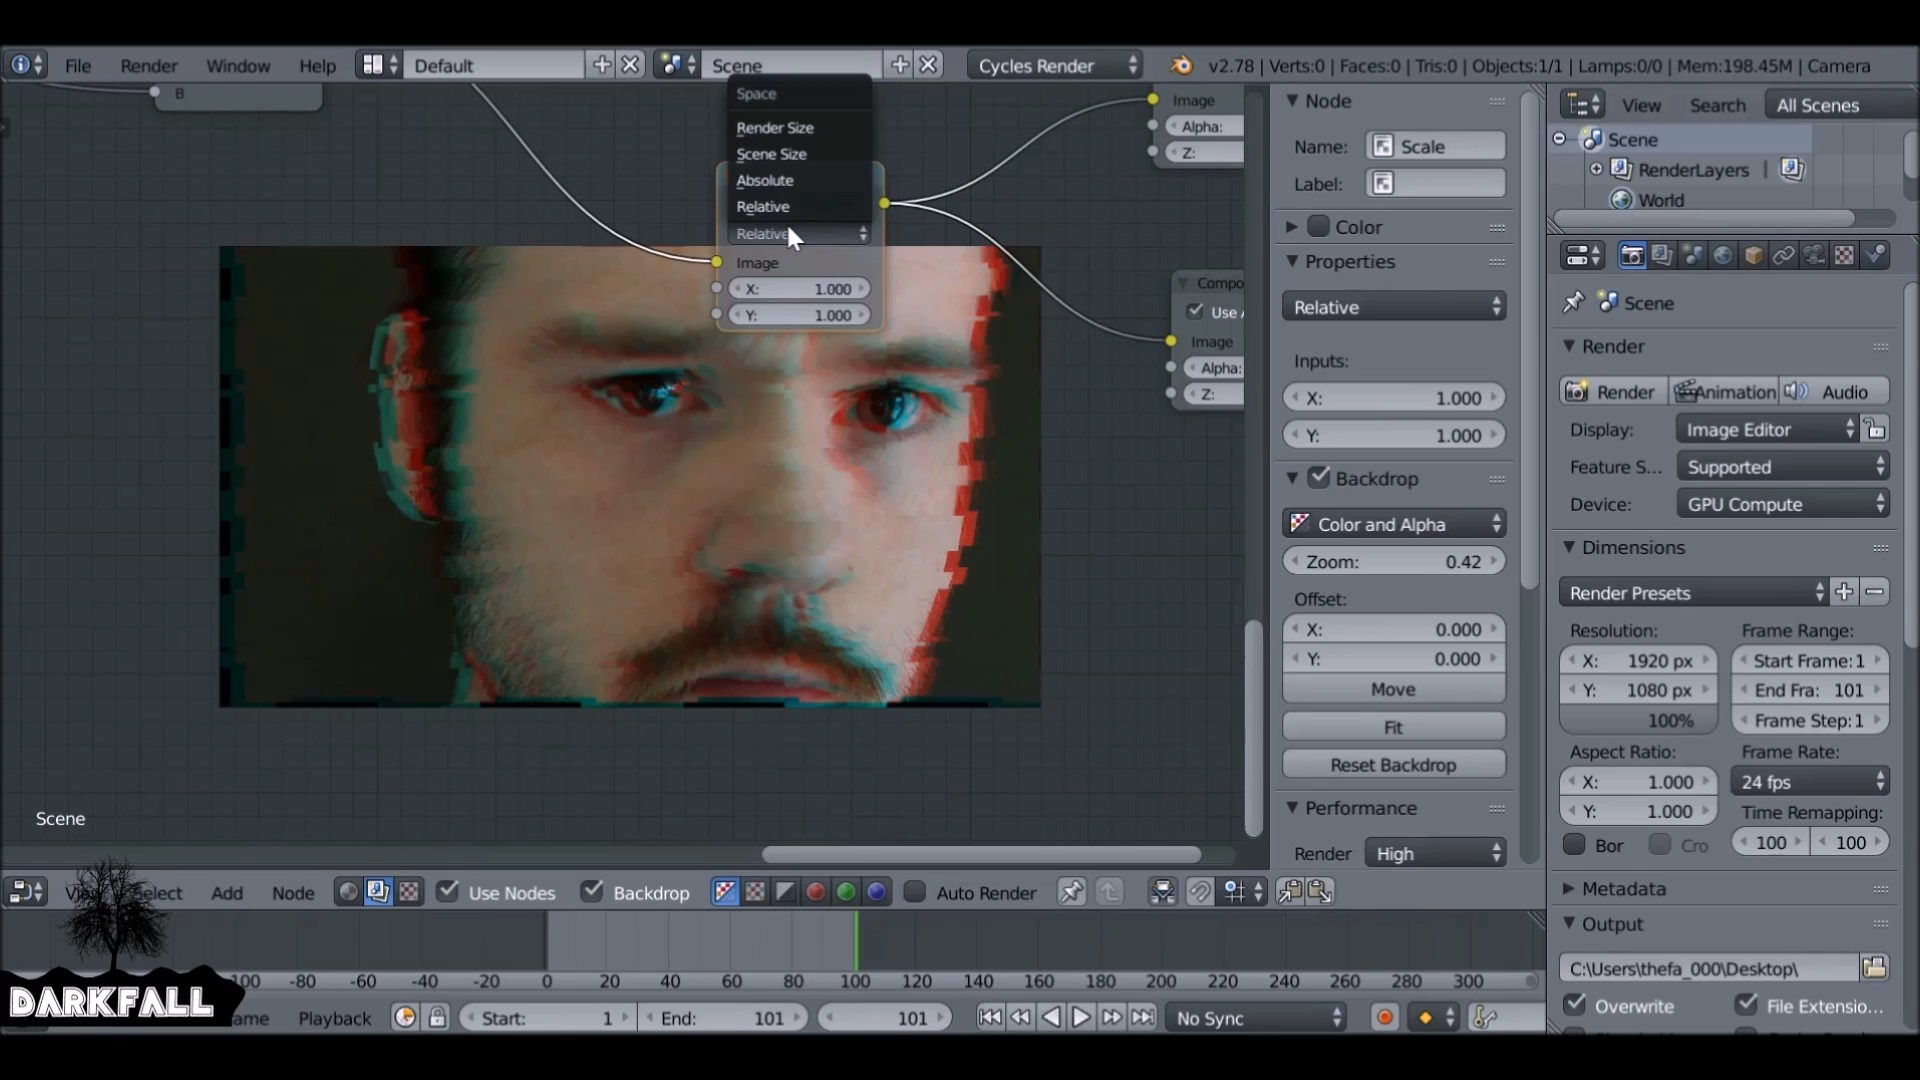 File Render Window Help Default Scene Cycles Render v2.78 | Verts:0 | Faces:0 | Tris:0 | Objects:1/1 | Lamps:0/0 | Mem:198.45M | Camera
B
Space
Render Size
Scene Size
Absolute
Relative
Relative
Image
X: 1.000
Y: 1.000
Image
Alpha:
Z:
Compo
Use
Image
Alpha:
Z:
Scene
Node
Name: Scale
Label:
Color
Properties
Relative
Inputs:
X: 1.000
Y: 1.000
Backdrop
Color and Alpha
Zoom: 0.42
Offset:
X: 0.000
Y: 0.000
Move
Fit
Reset Backdrop
Performance
Render High
View Search All Scenes
Scene
RenderLayers |
World
Scene
Render
Render Animation Audio
Display: Image Editor
Feature S... Supported
Device: GPU Compute
Dimensions
Render Presets
Resolution: Frame Range:
X: 1920 px Start Frame:1
Y: 1080 px End Fra: 101
100% Frame Step:1
Aspect Ratio: Frame Rate:
X: 1.000 24 fps
Y: 1.000 Time Remapping:
Bor Cro 100 100
Metadata
Output
C:\Users\thefa_000\Desktop\
Overwrite File Extensio...
Add Node Use Nodes Backdrop Auto Render
-80 -60 -40 -20 0 20 40 60 80 100 120 140 160 180 200 220 240 260 280 300
DARKFALL
Playback Start: 1 End: 101 101 No Sync